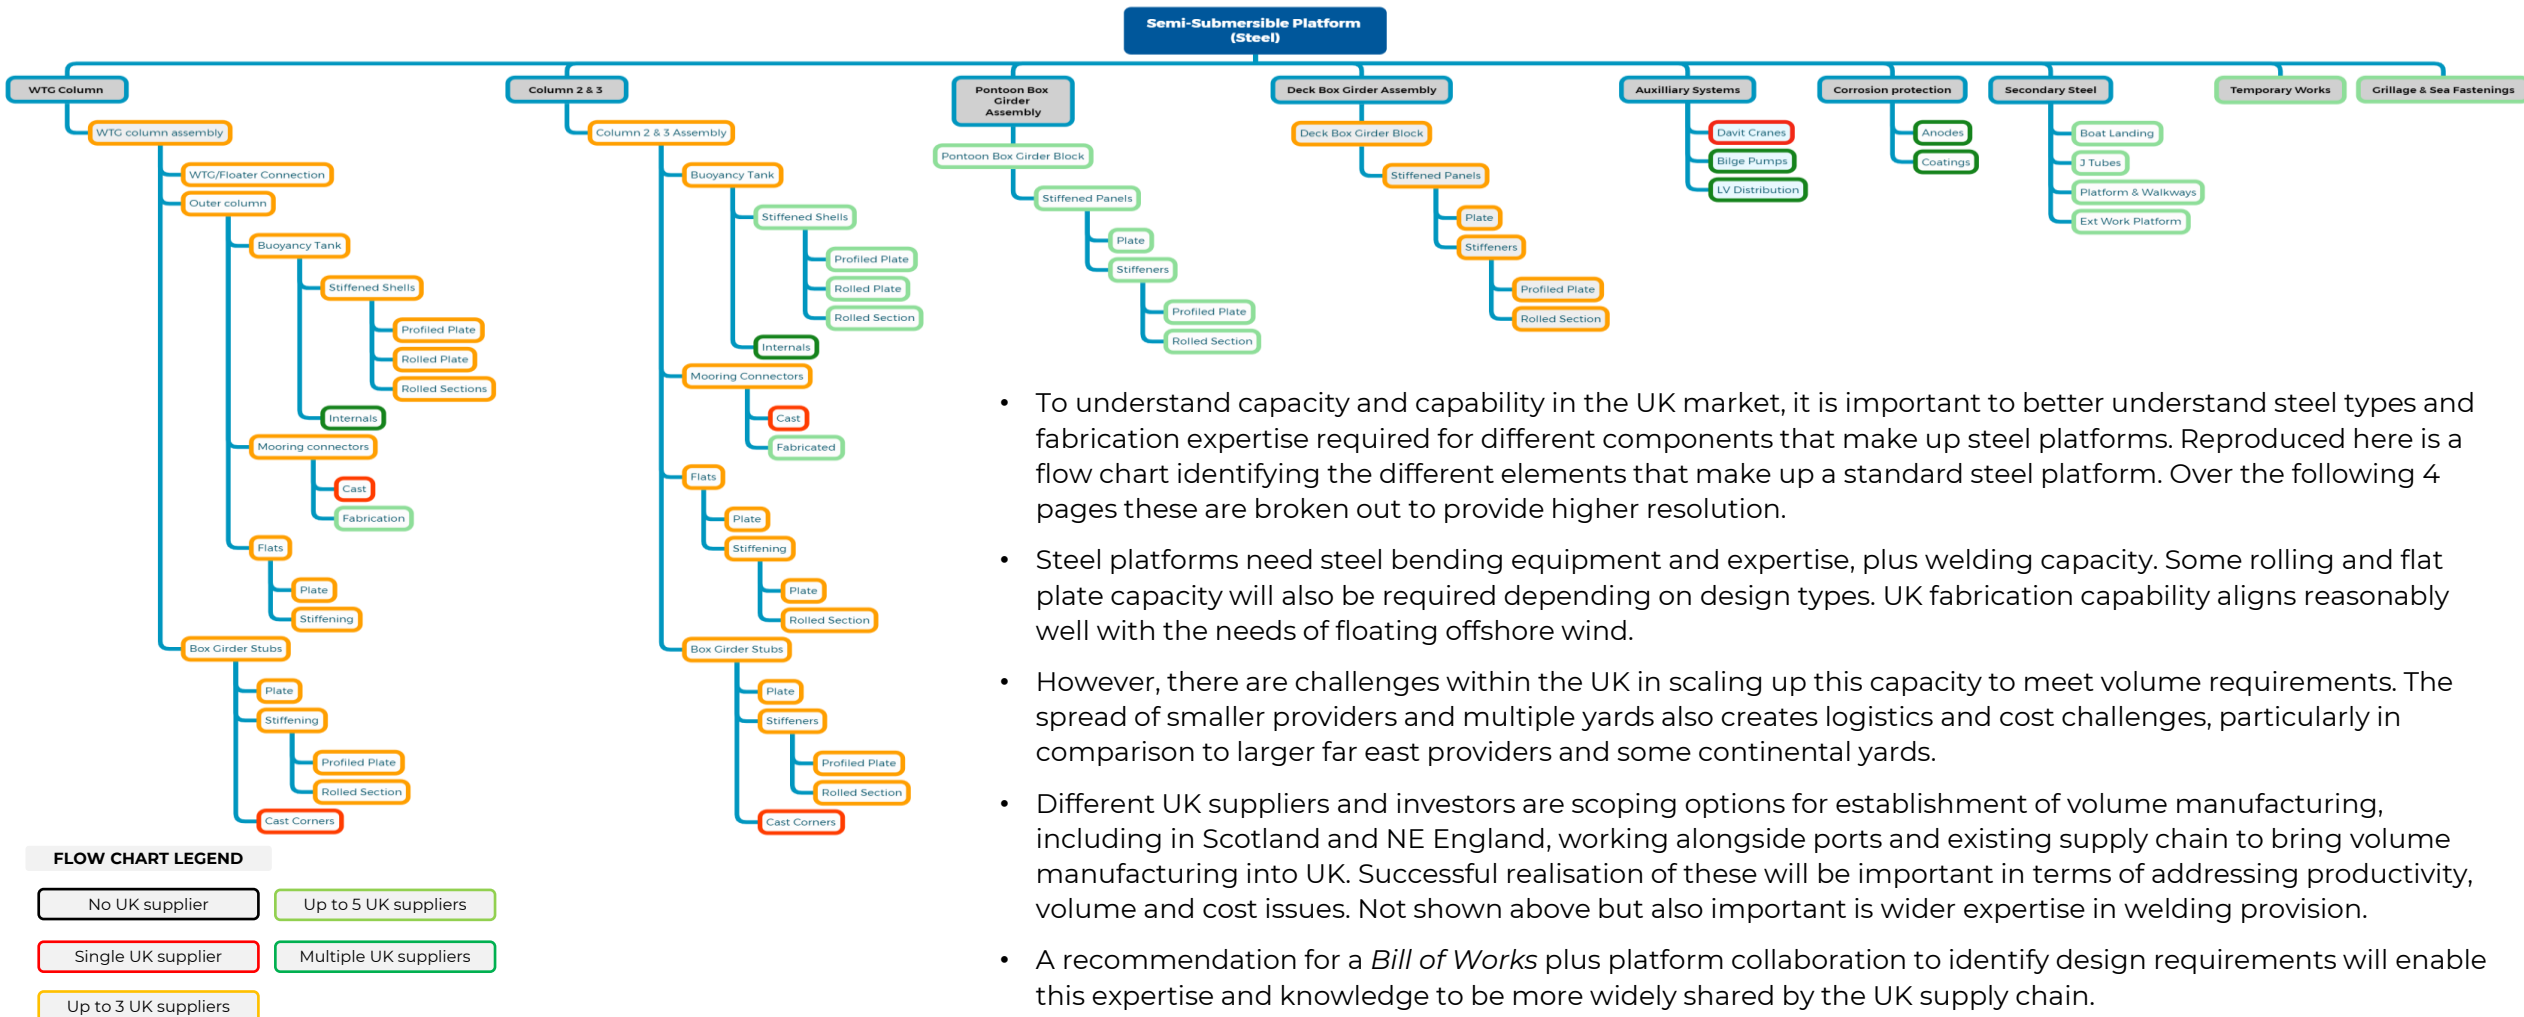 Semi-Submersible Platform
(Steel)
WTG Column
Column 2 & 3
Pontoon Box
Girder
Assembly
Deck Box Girder Assembly
Auxilliary Systems
Corrosion protection
Secondary Steel
Temporary Works
Grillage & Sea Fastenings
WTG column assembly
WTG/Floater Connection
Outer column
Buoyancy Tank
Stiffened Shells
Profiled Plate
Rolled Plate
Rolled Sections
Internals
Mooring connectors
Cast
Fabrication
Flats
Plate
Stiffening
Box Girder Stubs
Plate
Stiffening
Profiled Plate
Rolled Section
Cast Corners
Column 2 & 3 Assembly
Buoyancy Tank
Stiffened Shells
Profiled Plate
Rolled Plate
Rolled Section
Internals
Mooring Connectors
Cast
Fabricated
Flats
Plate
Stiffening
Plate
Rolled Section
Box Girder Stubs
Plate
Stiffeners
Profiled Plate
Rolled Section
Cast Corners
Pontoon Box Girder Block
Stiffened Panels
Plate
Stiffeners
Profiled Plate
Rolled Section
Deck Box Girder Block
Stiffened Panels
Plate
Stiffeners
Profiled Plate
Rolled Section
Davit Cranes
Bilge Pumps
LV Distribution
Anodes
Coatings
Boat Landing
J Tubes
Platform & Walkways
Ext Work Platform
• To understand capacity and capability in the UK market, it is important to better understand steel types and
fabrication expertise required for different components that make up steel platforms. Reproduced here is a
flow chart identifying the different elements that make up a standard steel platform. Over the following 4
pages these are broken out to provide higher resolution.
• Steel platforms need steel bending equipment and expertise, plus welding capacity. Some rolling and flat
plate capacity will also be required depending on design types. UK fabrication capability aligns reasonably
well with the needs of floating offshore wind.
• However, there are challenges within the UK in scaling up this capacity to meet volume requirements. The
spread of smaller providers and multiple yards also creates logistics and cost challenges, particularly in
comparison to larger far east providers and some continental yards.
• Different UK suppliers and investors are scoping options for establishment of volume manufacturing,
including in Scotland and NE England, working alongside ports and existing supply chain to bring volume
manufacturing into UK. Successful realisation of these will be important in terms of addressing productivity,
volume and cost issues. Not shown above but also important is wider expertise in welding provision.
• A recommendation for a Bill of Works plus platform collaboration to identify design requirements will enable
this expertise and knowledge to be more widely shared by the UK supply chain.
FLOW CHART LEGEND
No UK supplier
Up to 5 UK suppliers
Single UK supplier
Multiple UK suppliers
Up to 3 UK suppliers